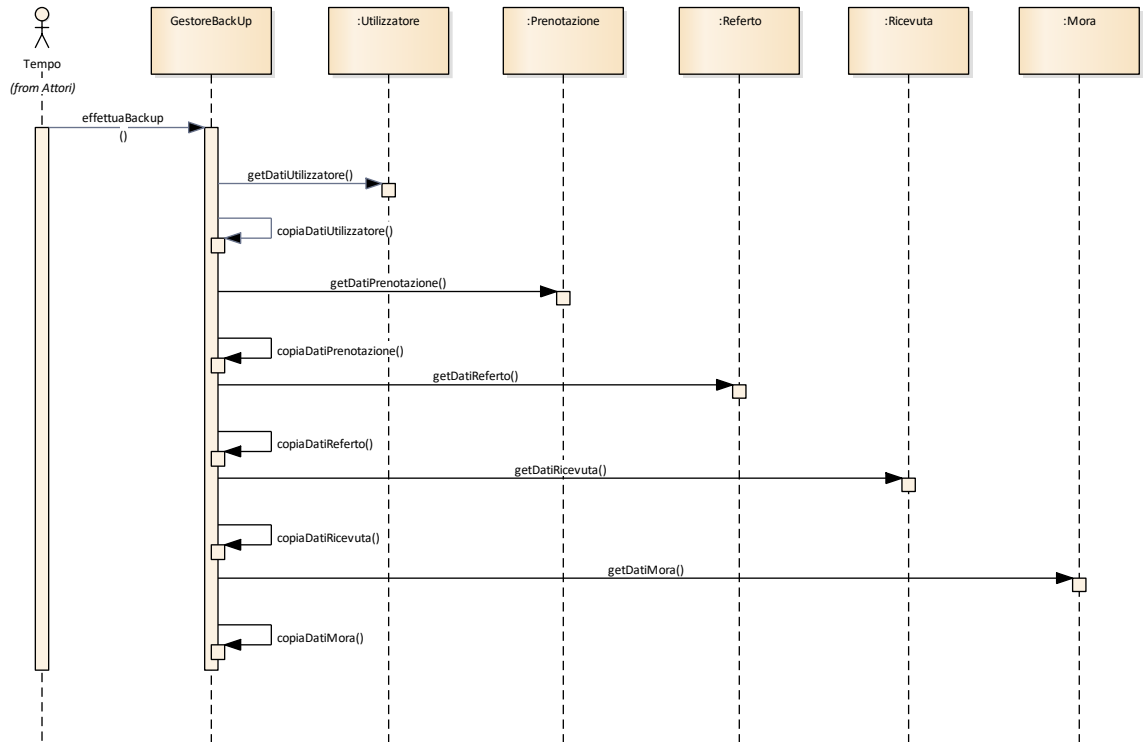 GestoreBackUp
:Utilizzatore
:Prenotazione
:Referto
:Ricevuta
:Mora
Tempo
(from Attori)
effettuaBackup
()
getDatiUtilizzatore()
copiaDatiUtilizzatore()
getDatiPrenotazione()
copiaDatiPrenotazione()
getDatiReferto()
copiaDatiReferto()
getDatiRicevuta()
copiaDatiRicevuta()
getDatiMora()
copiaDatiMora()